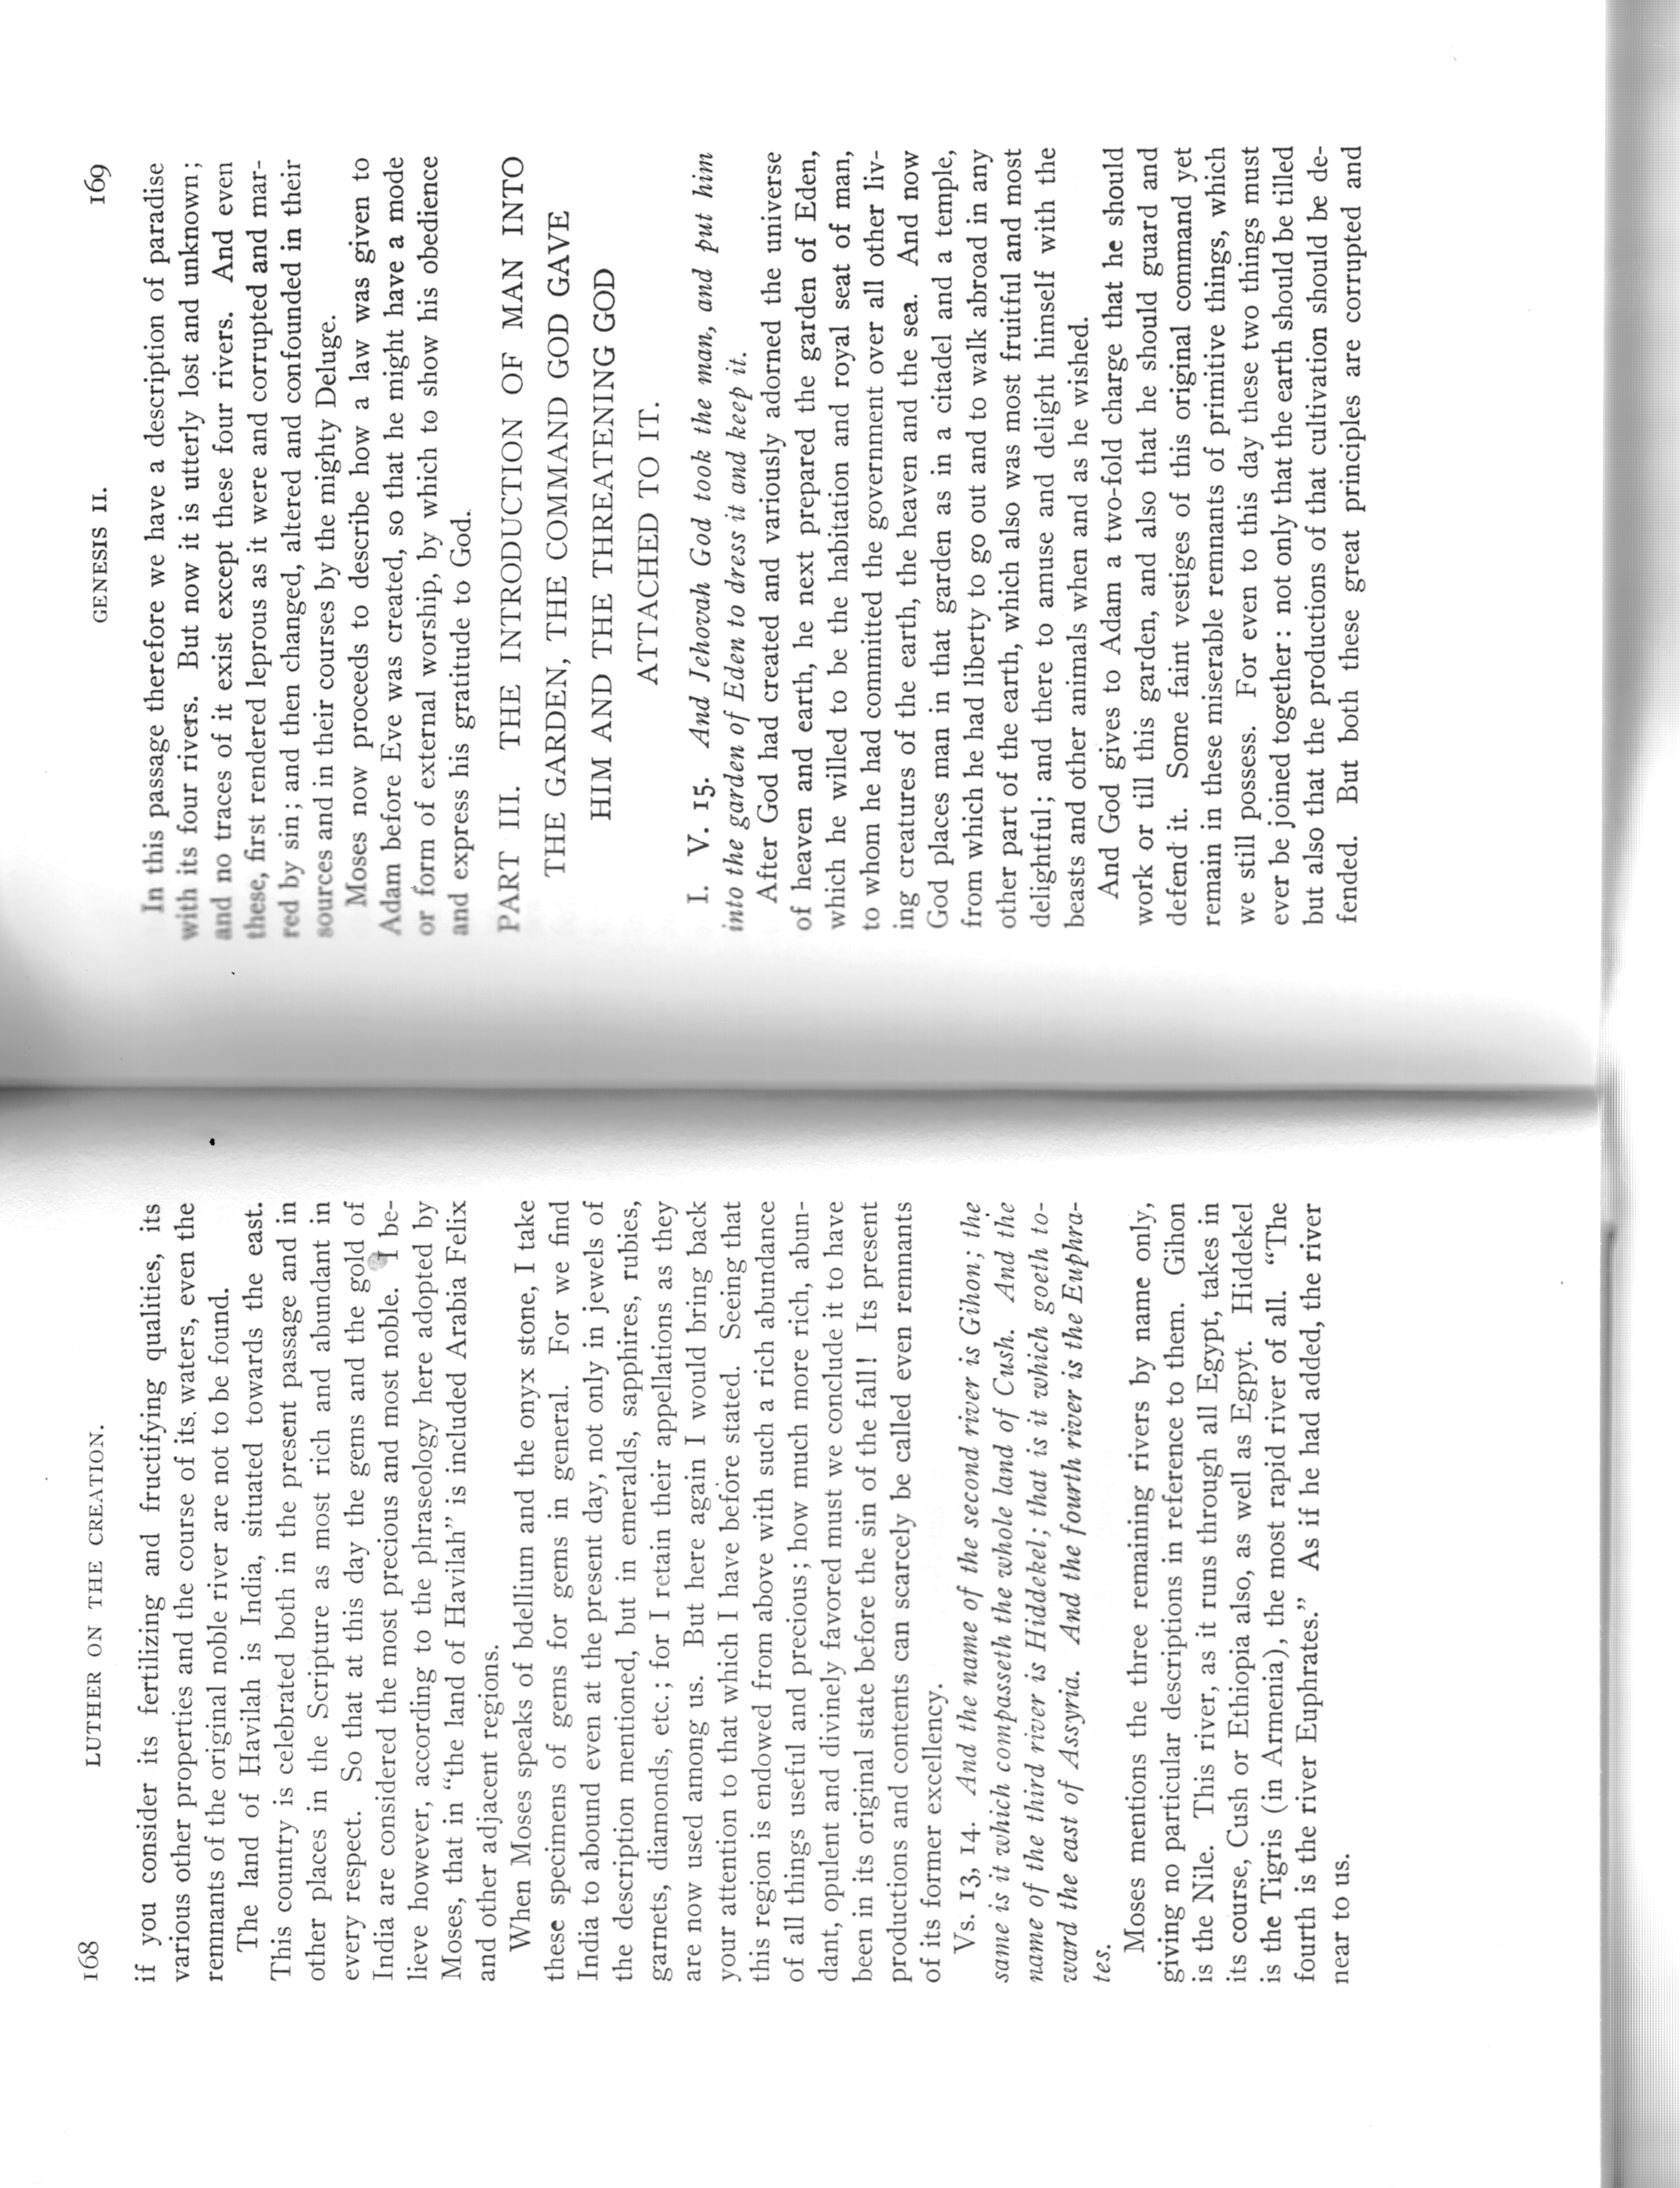 168
LUTHER ON THE CREATION.
if you consider its fertilizing and fructifying qualities, its
various other properties and the course of its waters, even the
remnants of the original noble river are not to be found.
The land of Havilah is India, situated towards the east.
This country is celebrated both in the present passage and in
other places in the Scripture as most rich and abundant in
every respect. So that at this day the gems and the gold of
India are considered the most precious and most noble. I be-
lieve however, according to the phraseology here adopted by
Moses, that in “the land of Havilah” is included Arabia Felix
and other adjacent regions.
When Moses speaks of bdellium and the onyx stone, I take
these specimens of gems for gems in general. For we find
India to abound even at the present day, not only in jewels of
the description mentioned, but in emeralds, sapphires, rubies,
garnets, diamonds, etc.; for I retain their appellations as they
are now used among us. But here again I would bring back
your attention to that which I have before stated. Seeing that
this region is endowed from above with such a rich abundance
of all things useful and precious; how much more rich, abun-
dant, opulent and divinely favored must we conclude it to have
been in its original state before the sin of the fall! Its present
productions and contents can scarcely be called even remnants
of its former excellency.
Vs. 13, 14. And the name of the second river is Gihon; the
same is it which compasseth the whole land of Cush. And the
name of the third river is Hiddekel; that is it which goeth to-
ward the east of Assyria. And the fourth river is the Euphra-
tes.
Moses mentions the three remaining rivers by name only,
giving no particular descriptions in reference to them. Gihon
is the Nile. This river, as it runs through all Egypt, takes in
its course, Cush or Ethiopia also, as well as Egpyt. Hiddekel
is the Tigris (in Armenia), the most rapid river of all. “The
fourth is the river Euphrates.” As if he had added, the river
near to us.
GENESIS II.
169
In this passage therefore we have a description of paradise
with its four rivers. But now it is utterly lost and unknown;
and no traces of it exist except these four rivers. And even
these, first rendered leprous as it were and corrupted and mar-
red by sin; and then changed, altered and confounded in their
sources and in their courses by the mighty Deluge.
Moses now proceeds to describe how a law was given to
Adam before Eve was created, so that he might have a mode
or form of external worship, by which to show his obedience
and express his gratitude to God.
PART III. THE INTRODUCTION OF MAN INTO
THE GARDEN, THE COMMAND GOD GAVE
HIM AND THE THREATENING GOD
ATTACHED TO IT.
I. V. 15. And Jehovah God took the man, and put him
into the garden of Eden to dress it and keep it.
After God had created and variously adorned the universe
of heaven and earth, he next prepared the garden of Eden,
which he willed to be the habitation and royal seat of man,
to whom he had committed the government over all other liv-
ing creatures of the earth, the heaven and the sea. And now
God places man in that garden as in a citadel and a temple,
from which he had liberty to go out and to walk abroad in any
other part of the earth, which also was most fruitful and most
delightful; and there to amuse and delight himself with the
beasts and other animals when and as he wished.
And God gives to Adam a two-fold charge that he should
work or till this garden, and also that he should guard and
defend it. Some faint vestiges of this original command yet
remain in these miserable remnants of primitive things, which
we still possess. For even to this day these two things must
ever be joined together: not only that the earth should be tilled
but also that the productions of that cultivation should be de-
fended. But both these great principles are corrupted and